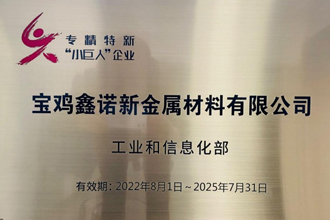 专精特新
“小巨人”企业
宝鸡鑫诺新金属材料有限公司
工业和信息化部
有效期：2022年8月1日～2025年7月31日